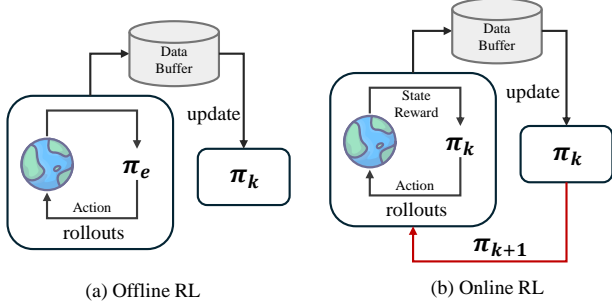 Data
Buffer
update
π_e
Action
rollouts
π_k
(a) Offline RL
Data
Buffer
update
State
Reward
π_k
Action
rollouts
π_k
π_{k+1}
(b) Online RL